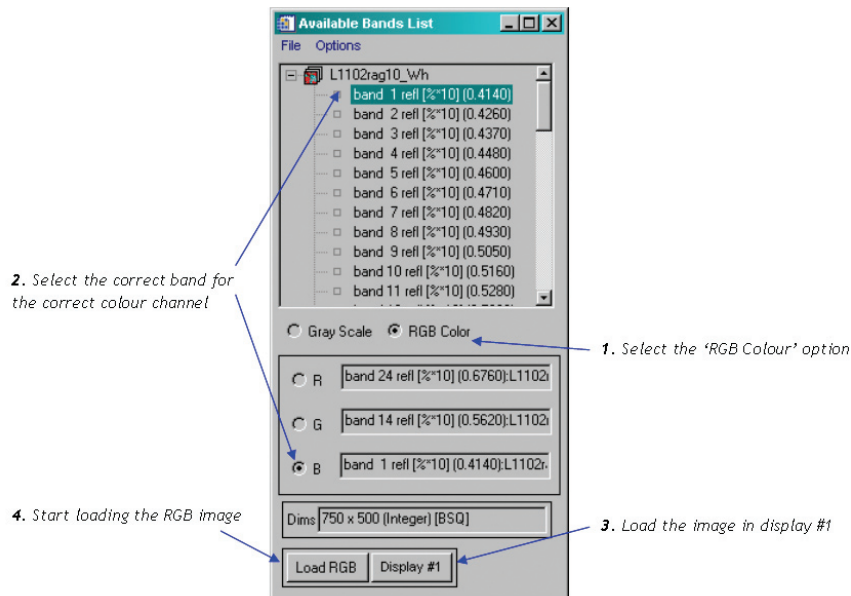 Available Bands List
File Options
L1102rag10_Wh
band 1 refl [%*10] (0.4140)
band 2 refl [%*10] (0.4260)
band 3 refl [%*10] (0.4370)
band 4 refl [%*10] (0.4480)
band 5 refl [%*10] (0.4600)
band 6 refl [%*10] (0.4710)
band 7 refl [%*10] (0.4820)
band 8 refl [%*10] (0.4930)
band 9 refl [%*10] (0.5050)
band 10 refl [%*10] (0.5160)
band 11 refl [%*10] (0.5280)
2. Select the correct band for
the correct colour channel
Gray Scale RGB Color
1. Select the ‘RGB Colour’ option
R band 24 refl [%*10] (0.6760):L1102r
G band 14 refl [%*10] (0.5620):L1102r
B band 1 refl [%*10] (0.4140):L1102r
4. Start loading the RGB image
Dims 750 x 500 (Integer) [BSQ]
3. Load the image in display #1
Load RGB Display #1